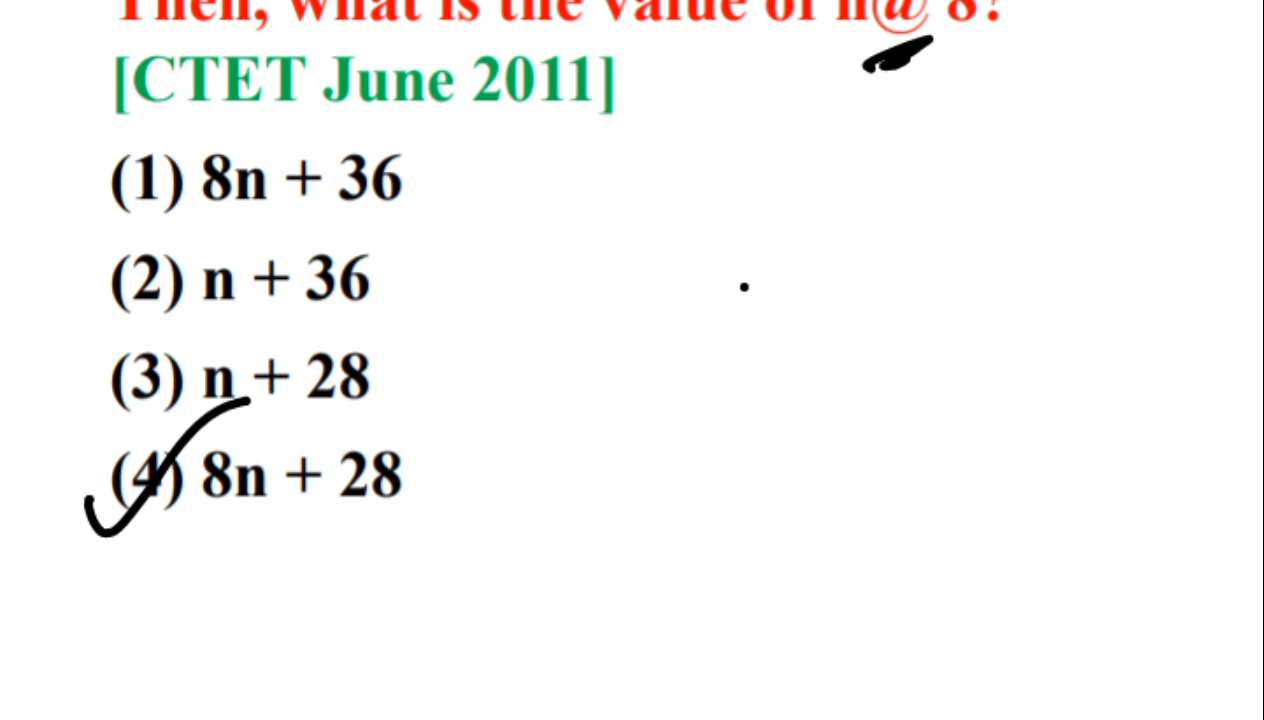 Then, what is the value of n@ 8?
[CTET June 2011]
(1) 8n + 36
(2) n + 36
(3) n + 28
(4) 8n + 28